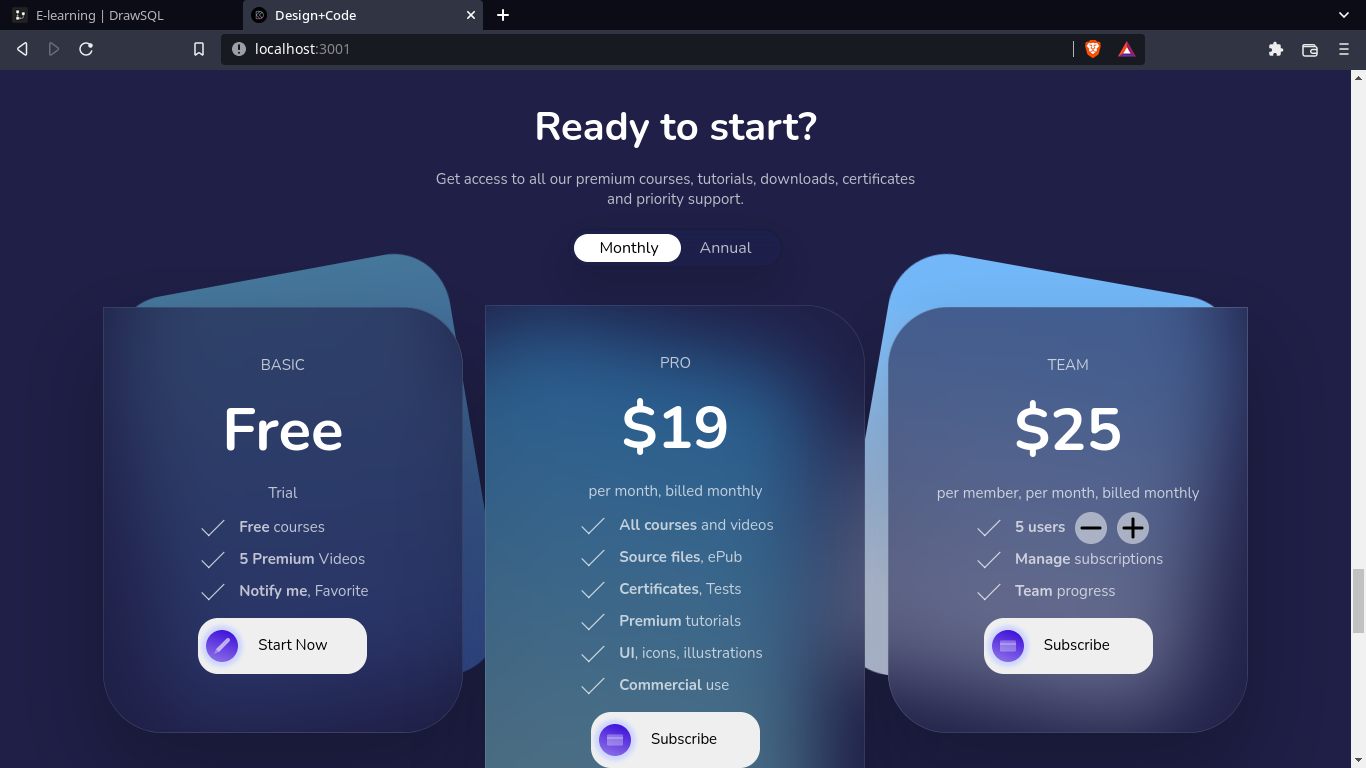 E-learning | DrawSQL
Design+Code
localhost:3001
Ready to start?
Get access to all our premium courses, tutorials, downloads, certificates
and priority support.
Monthly
Annual
BASIC
Free
Trial
Free courses
5 Premium Videos
Notify me, Favorite
Start Now
PRO
$19
per month, billed monthly
All courses and videos
Source files, ePub
Certificates, Tests
Premium tutorials
UI, icons, illustrations
Commercial use
Subscribe
TEAM
$25
per member, per month, billed monthly
5 users
Manage subscriptions
Team progress
Subscribe